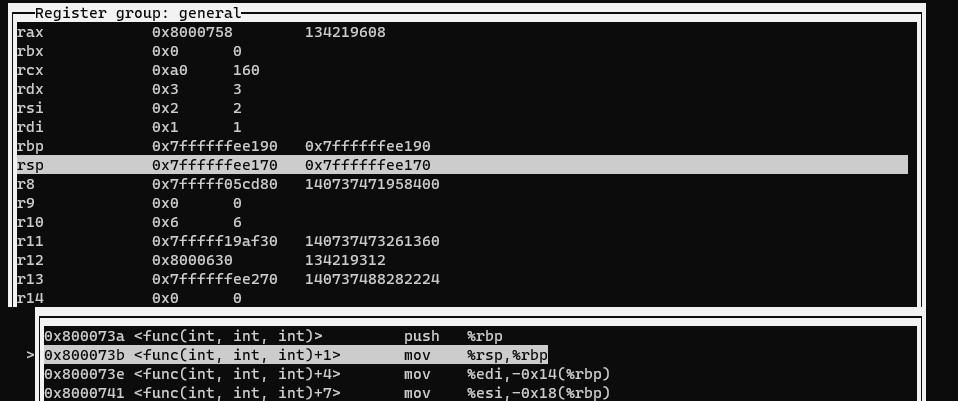 Register group: general
rax 0x8000758 134219608
rbx 0x0 0
rcx 0xa0 160
rdx 0x3 3
rsi 0x2 2
rdi 0x1 1
rbp 0x7ffffffee190 0x7ffffffee190
rsp 0x7ffffffee170 0x7ffffffee170
r8 0x7fffff05cd80 140737471958400
r9 0x0 0
r10 0x6 6
r11 0x7fffff19af30 140737473261360
r12 0x8000630 134219312
r13 0x7ffffffee270 140737488282224
r14 0x0 0
0x800073a <func(int, int, int)> push %rbp
> 0x800073b <func(int, int, int)+1> mov %rsp,%rbp
0x800073e <func(int, int, int)+4> mov %edi,-0x14(%rbp)
0x8000741 <func(int, int, int)+7> mov %esi,-0x18(%rbp)